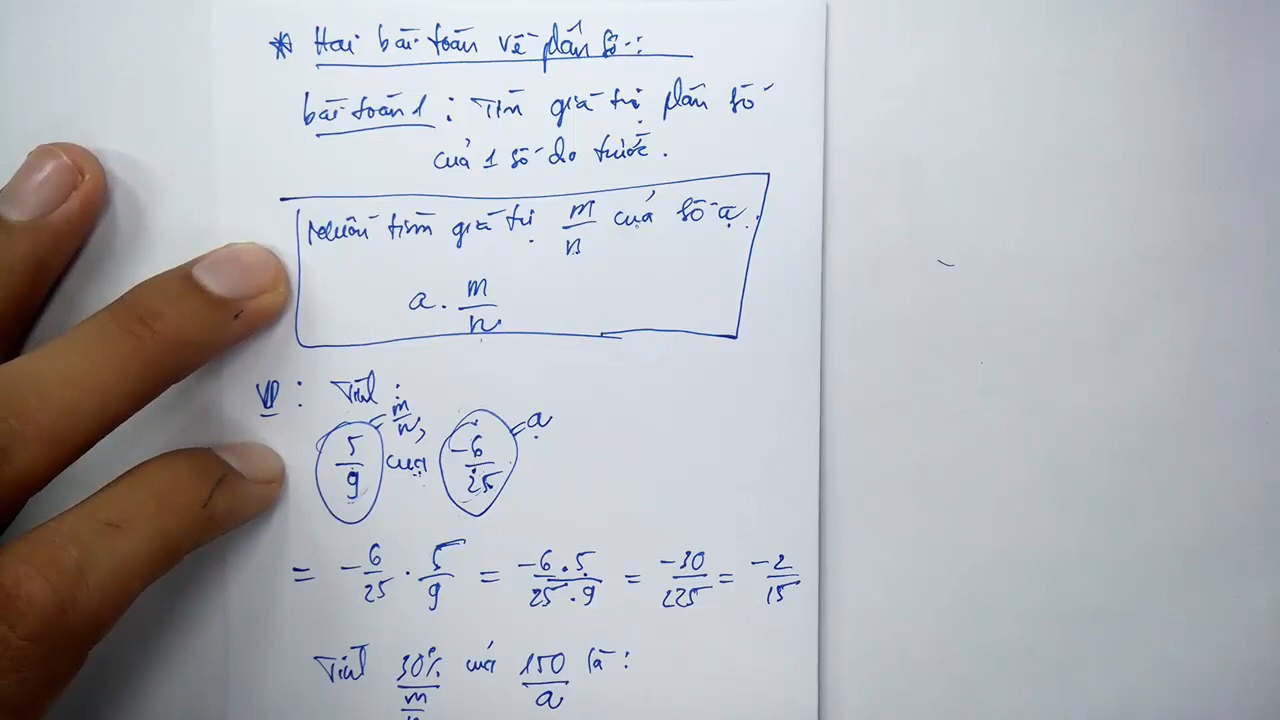 * Hai bài toán về phân số:
bài toán 1: Tìm giá trị phân số
của 1 số cho trước.
Muốn tìm giá trị m/n của số a.
a . m/n
VD: Tính:
5/9 = m/n, của -6/25 = a
= -6/25 . 5/9 = -6.5/25.9 = -30/225 = -2/15
Tính 30% của 150 là:
m a